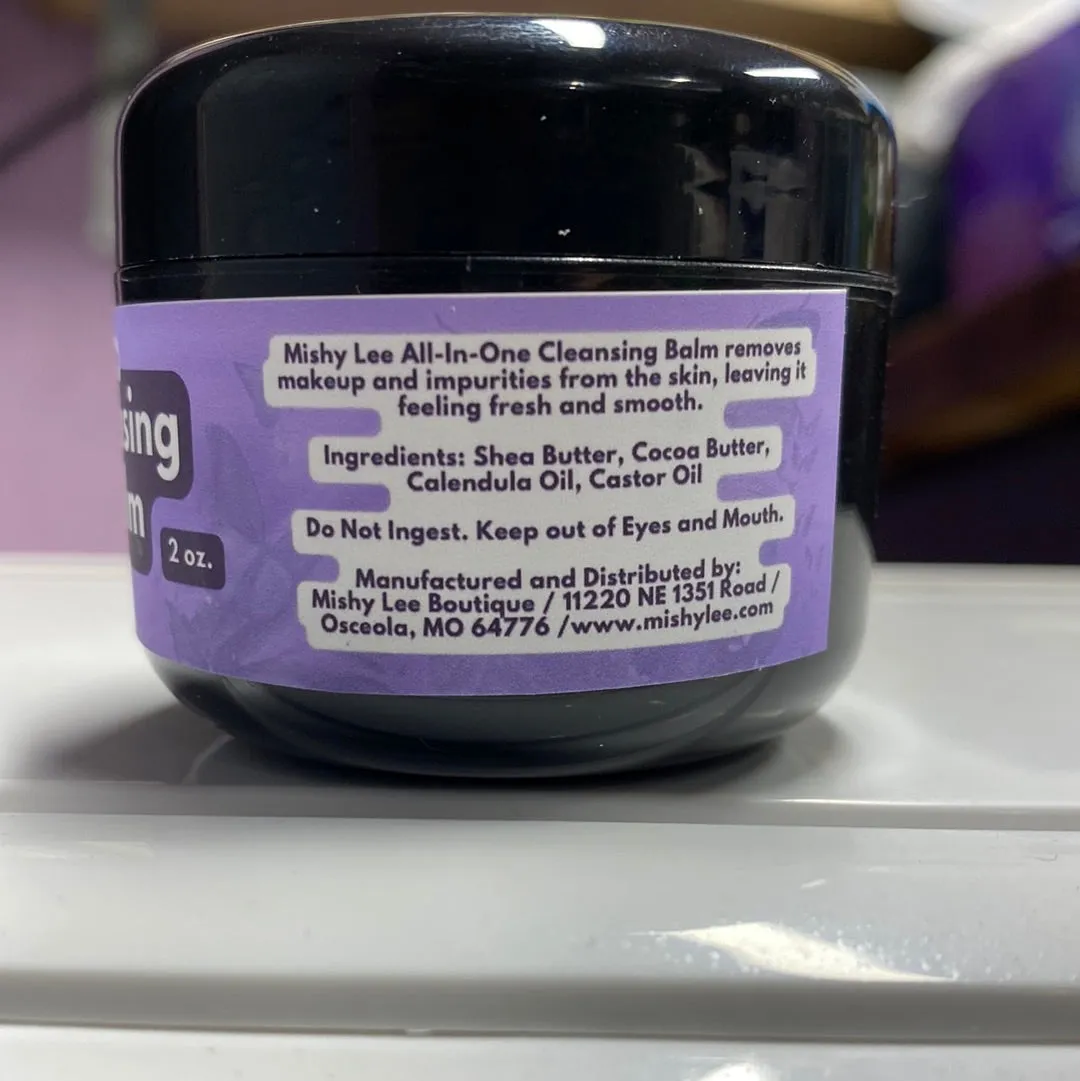 sing
m
2 oz.
Mishy Lee All-In-One Cleansing Balm removes
makeup and impurities from the skin, leaving it
feeling fresh and smooth.
Ingredients: Shea Butter, Cocoa Butter,
Calendula Oil, Castor Oil
Do Not Ingest. Keep out of Eyes and Mouth.
Manufactured and Distributed by:
Mishy Lee Boutique / 11220 NE 1351 Road /
Osceola, MO 64776 /www.mishylee.com